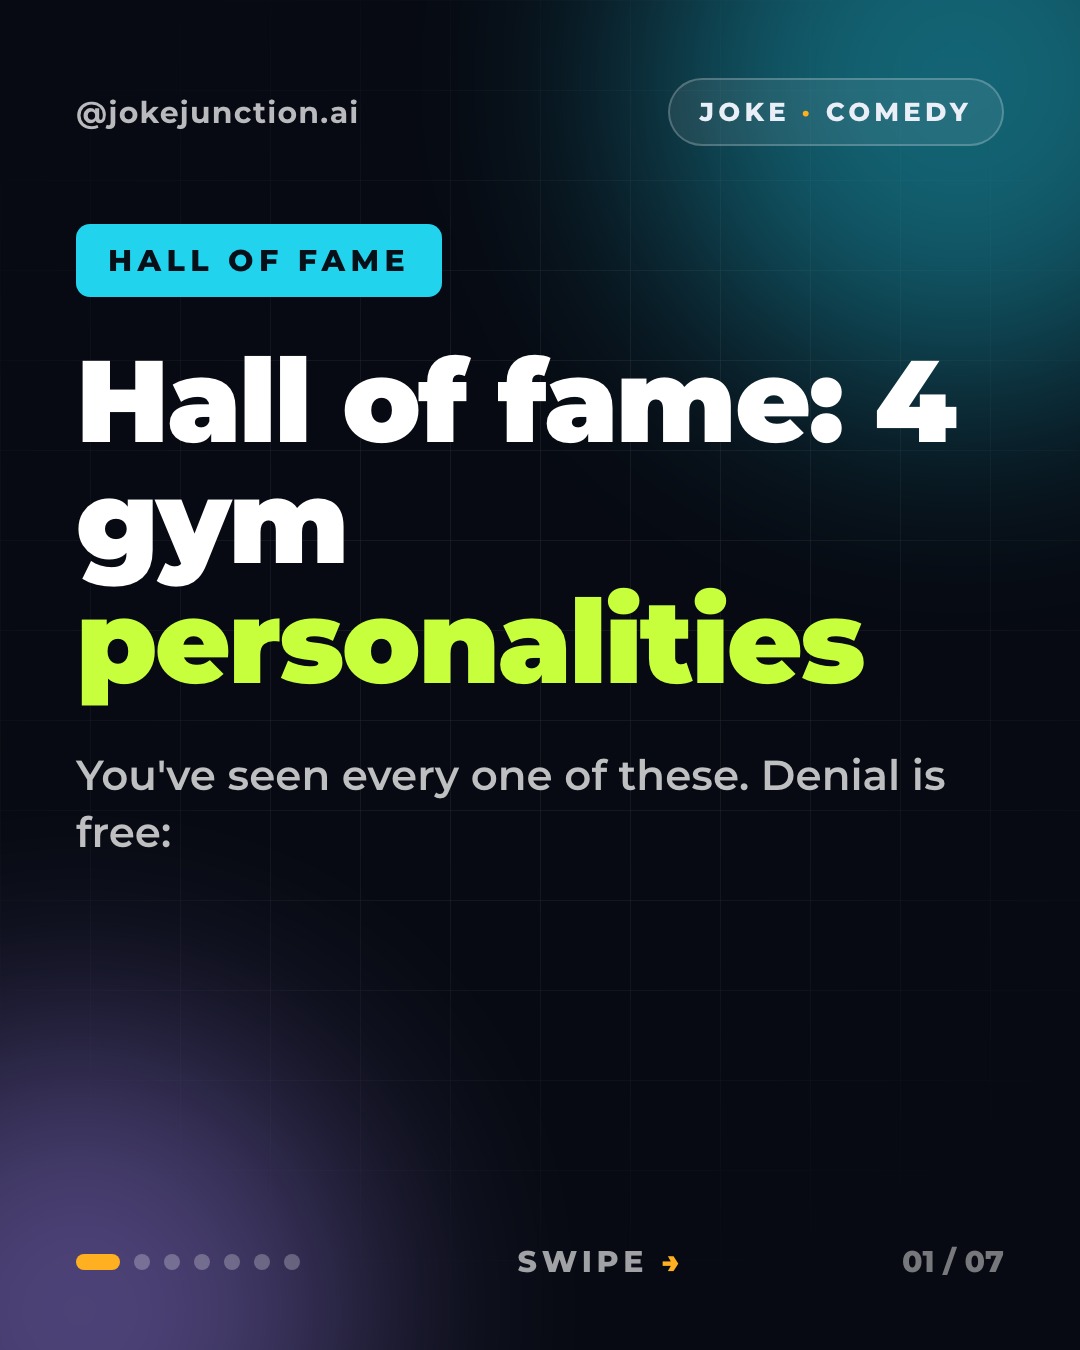 @jokejunction.ai
JOKE • COMEDY
HALL OF FAME
Hall of fame: 4
gym
personalities
You've seen every one of these. Denial is
free:
SWIPE →
01 / 07